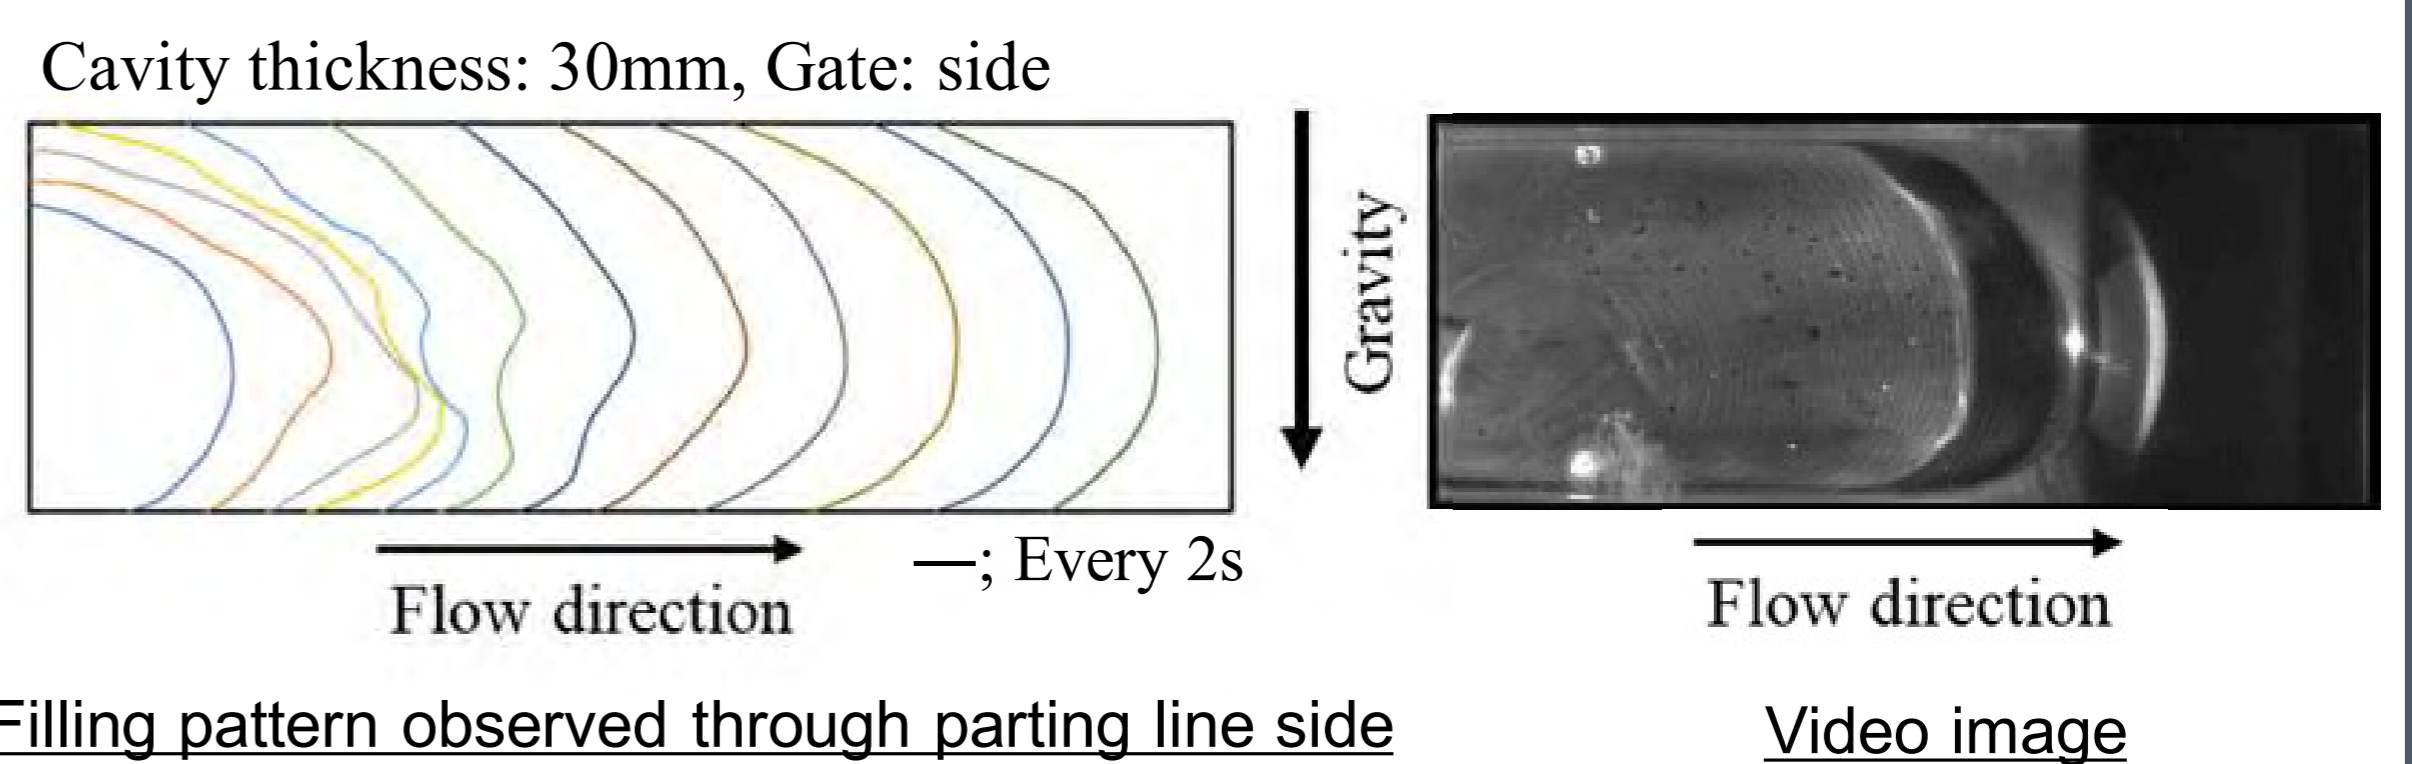 Cavity thickness: 30mm, Gate: side
Gravity
—; Every 2s
Flow direction
Flow direction
Filling pattern observed through parting line side
Video image